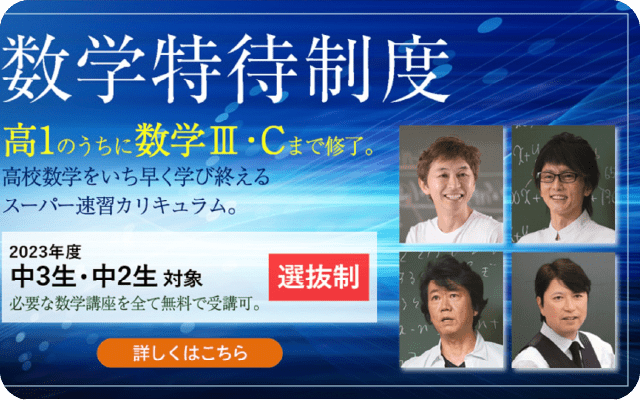 数学特待制度
高1のうちに数学Ⅲ・Cまで修了。
高校数学をいち早く学び終える
スーパー速習カリキュラム。
2023年度
中3生・中2生 対象
必要な数学講座を全て無料で受講可。
選抜制
詳しくはこちら